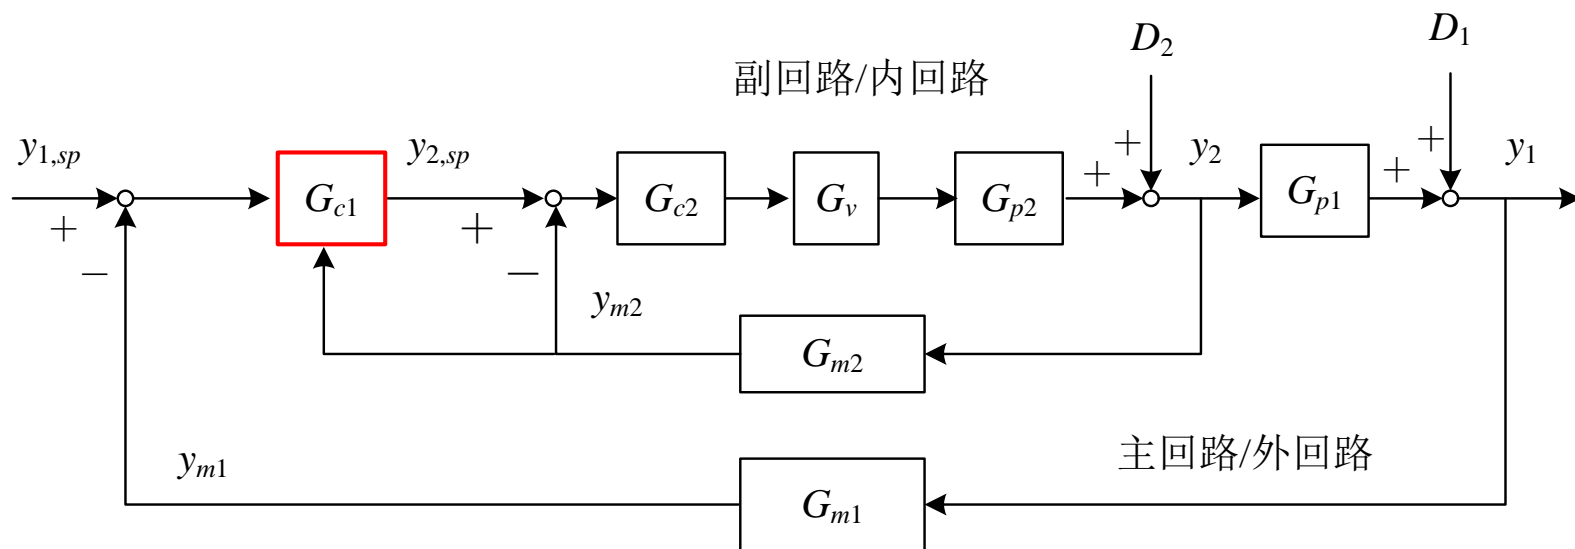 D2
D1
副回路/内回路
y1,sp
y2,sp
+
+
y2
+
y1
+
Gc1
Gc2
Gv
Gp2
Gp1
+
−
+
−
ym2
Gm2
ym1
主回路/外回路
Gm1